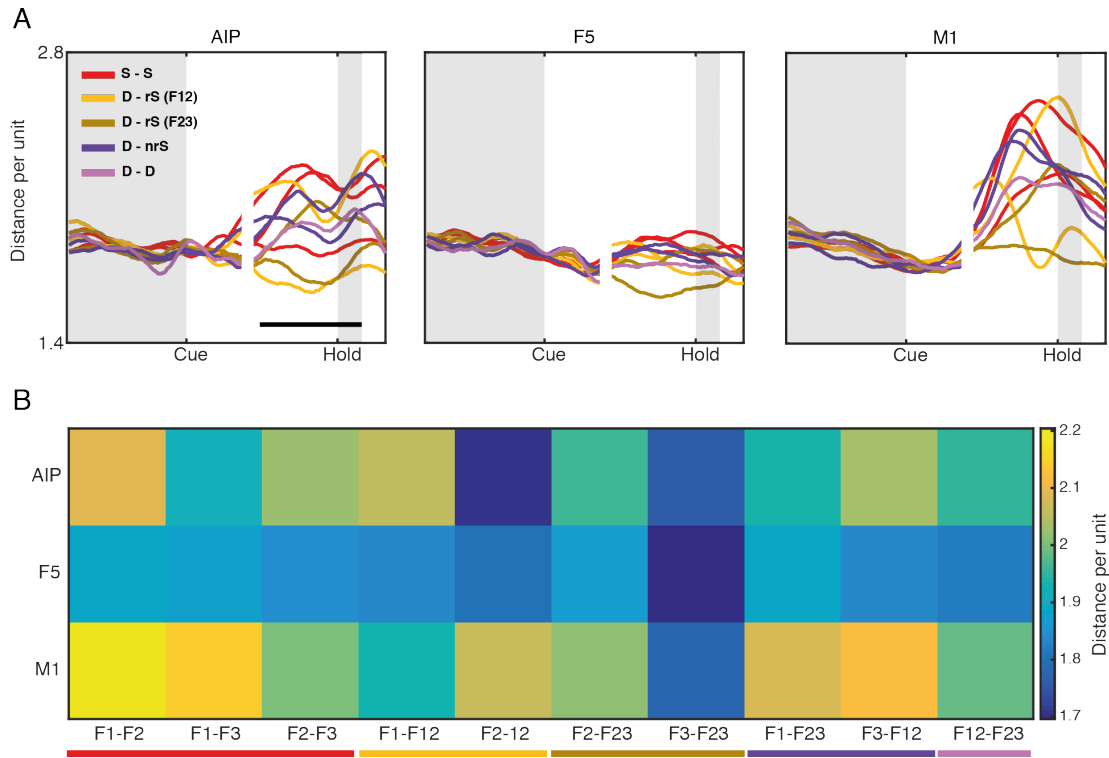 A
AIP
F5
M1
2.8
1.4
Distance per unit
S - S
D - rS (F12)
D - rS (F23)
D - nrS
D - D
Cue
Hold
Cue
Hold
Cue
Hold
B
AIP
F5
M1
F1-F2
F1-F3
F2-F3
F1-F12
F2-12
F2-F23
F3-F23
F1-F23
F3-F12
F12-F23
2.2
2.1
2
1.9
1.8
1.7
Distance per unit